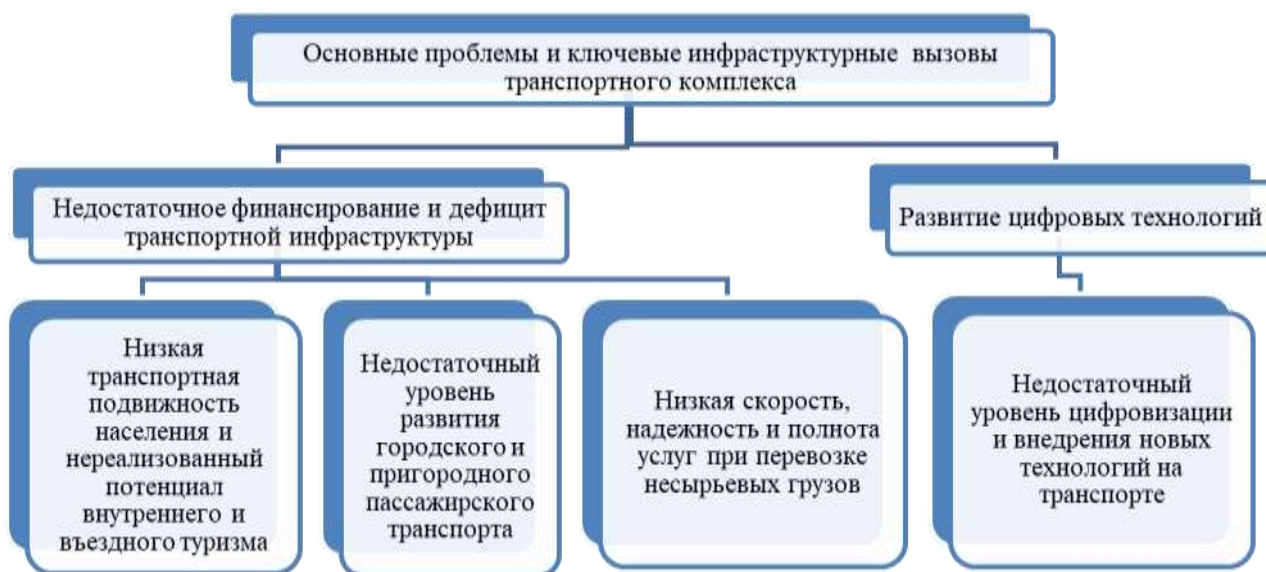 Основные проблемы и ключевые инфраструктурные вызовы
транспортного комплекса
Недостаточное финансирование и дефицит
транспортной инфраструктуры
Развитие цифровых технологий
Низкая
транспортная
подвижность
населения и
нереализованный
потенциал
внутреннего и
въездного туризма
Недостаточный
уровень
развития
городского и
пригородного
пассажирского
транспорта
Низкая скорость,
надежность и полнота
услуг при перевозке
несырьевых грузов
Недостаточный
уровень цифровизации
и внедрения новых
технологий на
транспорте